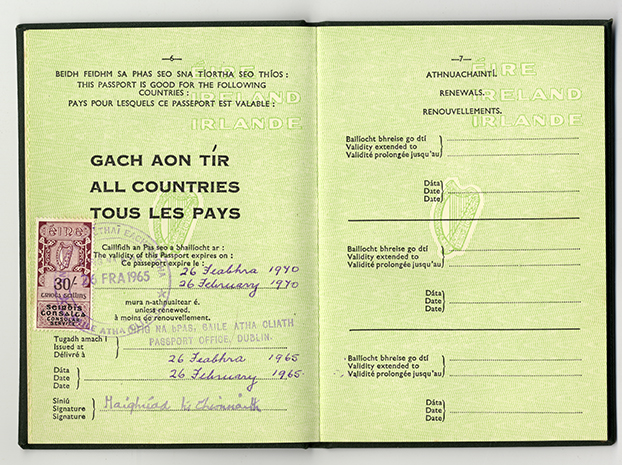 —6—
BEIDH FEIDHM SA PHAS SEO SNA TÍORTHA SEO THÍOS :
THIS PASSPORT IS GOOD FOR THE FOLLOWING
COUNTRIES :
PAYS POUR LESQUELS CE PASSEPORT EST VALABLE :
ÉIRE
IRELAND
IRLANDE
GACH AON TÍR
ALL COUNTRIES
TOUS LES PAYS
Cailfidh an Pas seo a bhailíocht ar :
The validity of this Passport expires on :
Ce passeport expire le :
26 Feabhra 1970
26 February 1970
mura n-athnuaitear é.
unless renewed.
à moins de renouvellement.
ÉIRE
30/-
SEIRBÍS
CONSALTA
CONSULAR
SERVICE
26 FRA 1965
OIFIG NA bPAS, BAILE ATHA CLIATH
PASSPORT OFFICE, DUBLIN.
Tugadh amach
Issued at
Délivré à
26 Feabhra 1965
26 February 1965
Dáta
Date
Date
Síniú
Signature
Signature
Maighréad
—7—
ATHNUACHAINTÍ.
RENEWALS.
RENOUVELLEMENTS.
ÉIRE
IRELAND
IRLANDE
Bailíocht bhreise go dtí
Validity extended to
Validité prolongée jusqu'au
Dáta
Date
Date
Bailíocht bhreise go dtí
Validity extended to
Validité prolongée jusqu'au
Dáta
Date
Date
Bailíocht bhreise go dtí
Validity extended to
Validité prolongée jusqu'au
Dáta
Date
Date